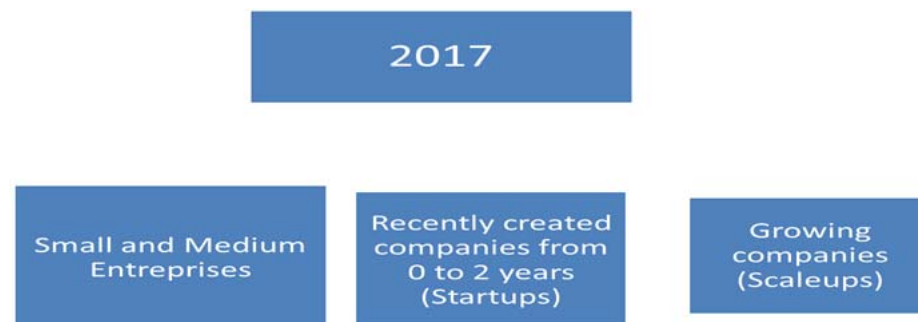 2017
Small and Medium
Entreprises
Recently created
companies from
0 to 2 years
(Startups)
Growing
companies
(Scaleups)